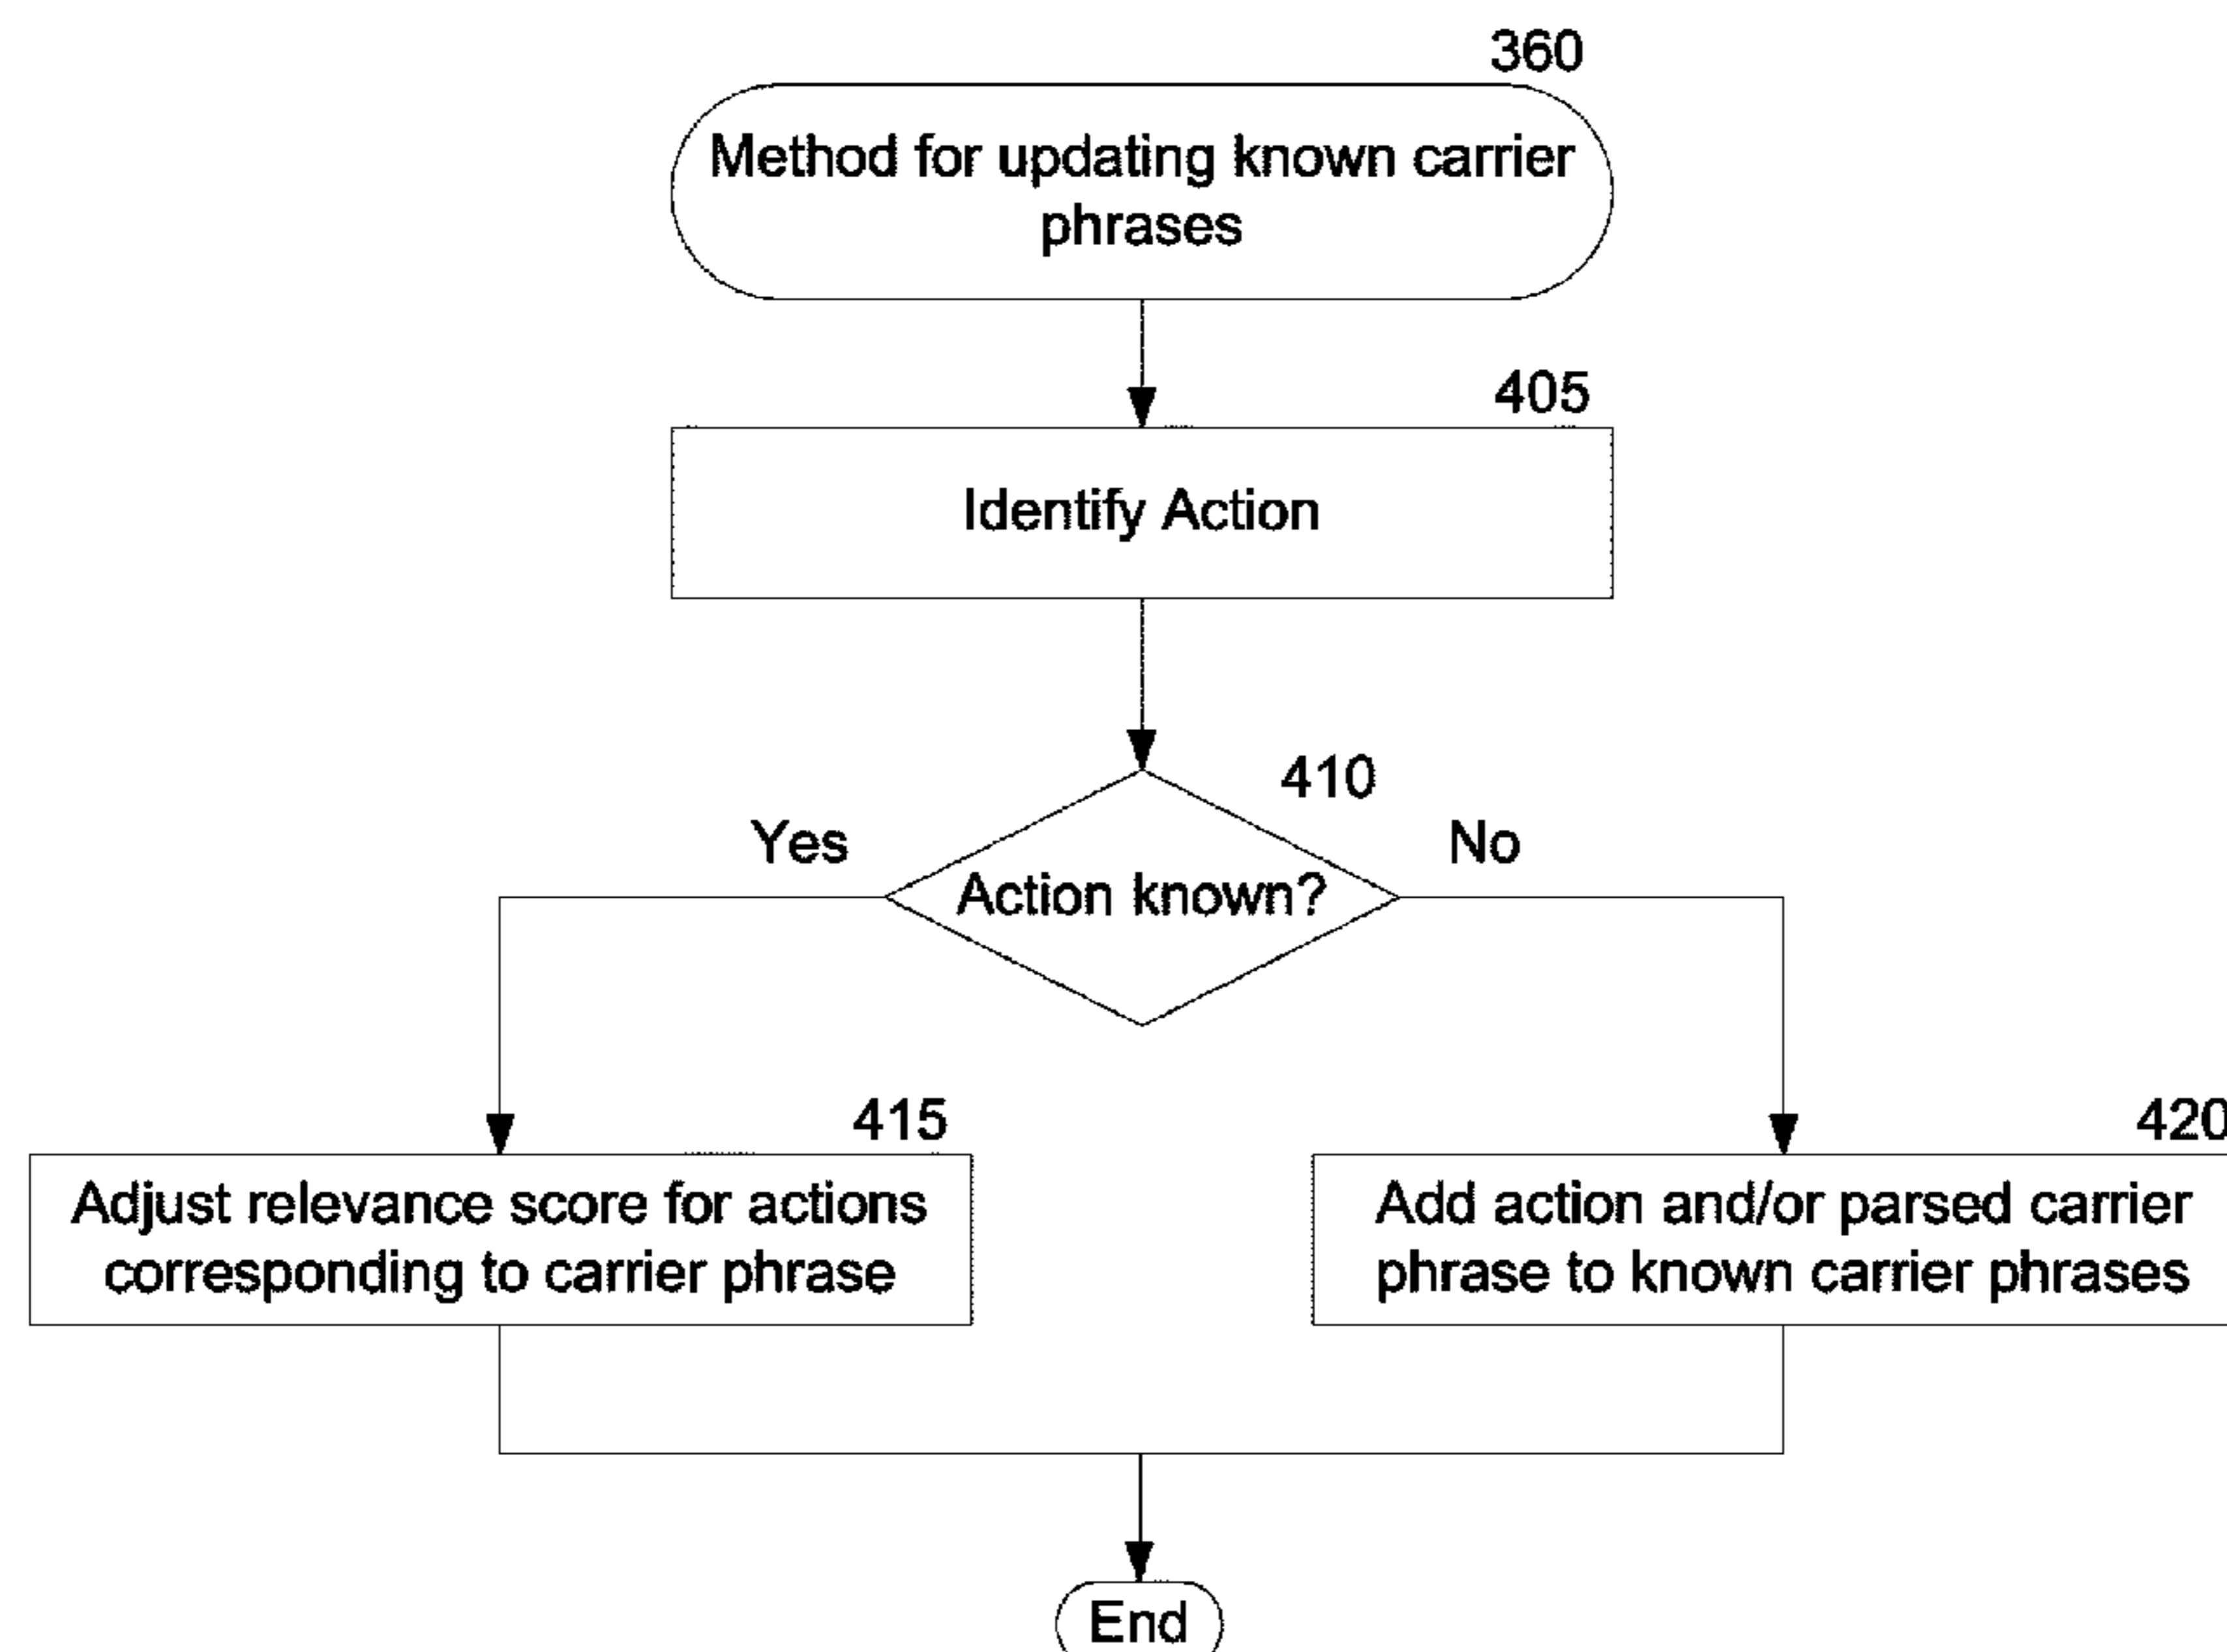 360
Method for updating known carrier
phrases
405
Identify Action
410
Yes
No
Action known?
415
420
Adjust relevance score for actions
corresponding to carrier phrase
Add action and/or parsed carrier
phrase to known carrier phrases
End